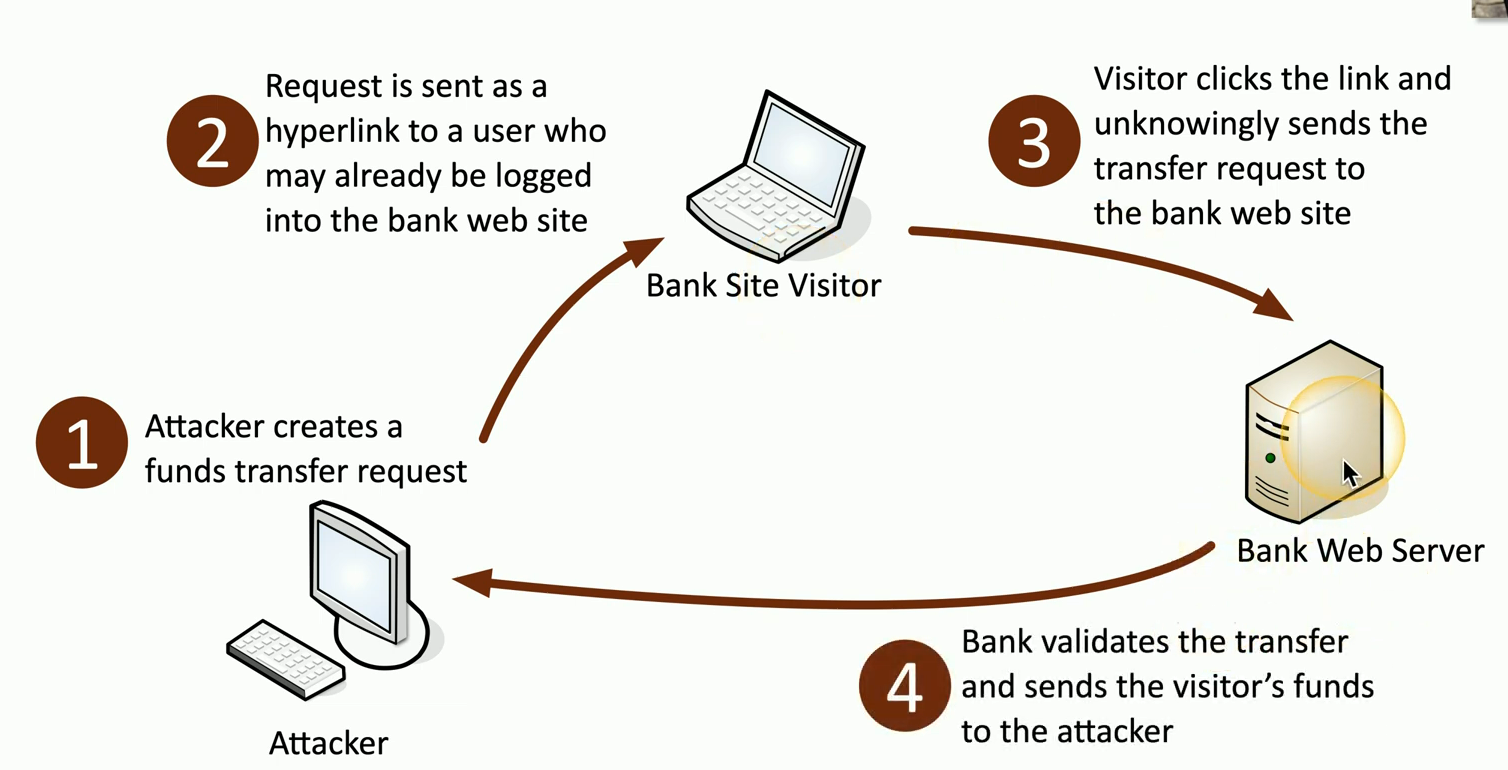 1
Attacker creates a
funds transfer request
Attacker
2
Request is sent as a
hyperlink to a user who
may already be logged
into the bank web site
Bank Site Visitor
3
Visitor clicks the link and
unknowingly sends the
transfer request to
the bank web site
Bank Web Server
4
Bank validates the transfer
and sends the visitor’s funds
to the attacker